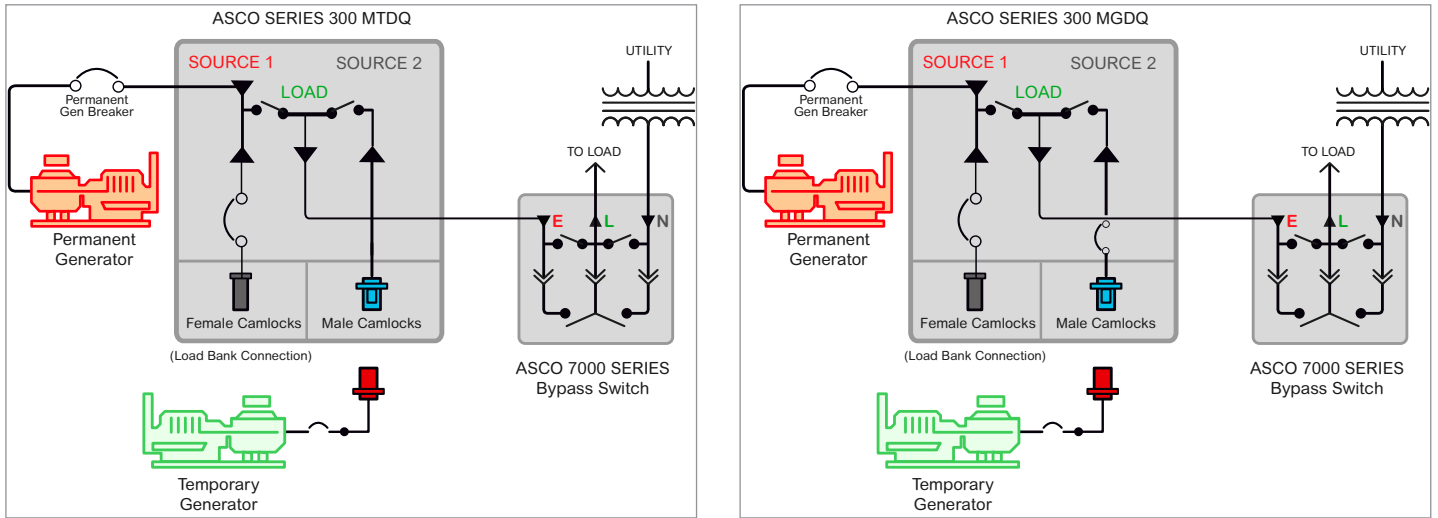 ASCO SERIES 300 MTDQ
SOURCE 1
SOURCE 2
LOAD
UTILITY
Permanent
Gen Breaker
TO LOAD
E
L
N
Permanent
Generator
Female Camlocks
Male Camlocks
(Load Bank Connection)
ASCO 7000 SERIES
Bypass Switch
Temporary
Generator
ASCO SERIES 300 MGDQ
SOURCE 1
SOURCE 2
LOAD
UTILITY
Permanent
Gen Breaker
TO LOAD
E
L
N
Permanent
Generator
Female Camlocks
Male Camlocks
(Load Bank Connection)
ASCO 7000 SERIES
Bypass Switch
Temporary
Generator